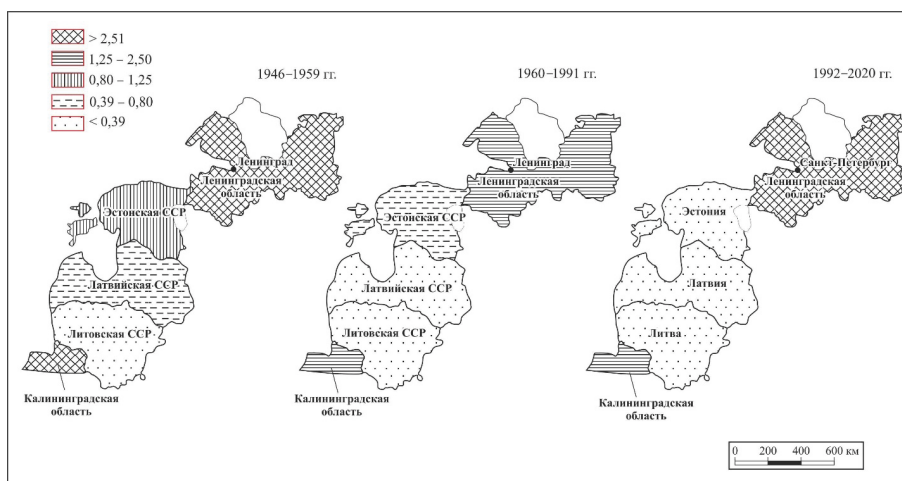 > 2,51
1,25 – 2,50
0,80 – 1,25
0,39 – 0,80
< 0,39
1946–1959 гг.
Ленинград
Ленинградская
область
Эстонская ССР
Латвийская ССР
Литовская ССР
Калининградская
область
1960–1991 гг.
Ленинград
Ленинградская
область
Эстонская ССР
Латвийская ССР
Литовская ССР
Калининградская
область
1992–2020 гг.
Санкт-Петербург
Ленинградская
область
Эстония
Латвия
Литва
Калининградская
область
0 200 400 600 км